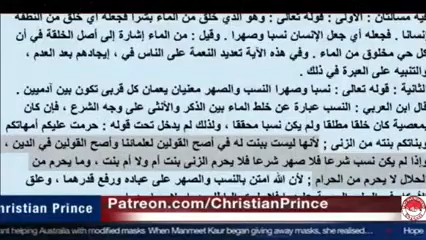 فيه مسألتان : الأولى : قوله تعالى : وهو الذي خلق من الماء بشرا فجعله أي خلق من النطفة
إنسانا . فجعله أي جعل الإنسان نسبا وصهرا . وقيل : من الماء إشارة إلى أصل الخلقة في أن
كل حي مخلوق من الماء . وفي هذه الآية تعديد النعمة على الناس في ، إيجادهم بعد العدم ،
والتنبيه على العبرة في ذلك .
الثانية : قوله تعالى : نسبا وصهرا النسب والصهر معنيان يعمان كل قربى تكون بين آدميين .
قال ابن العربي : النسب عبارة عن خلط الماء بين الذكر والأنثى على وجه الشرع ، فإن كان
بمعصية كان خلقا مطلقا ولم يكن نسبا محققا ، ولذلك لم يدخل تحت قوله : حرمت عليكم أمهاتكم
وبناتكم بنته من الزنى ; لأنها ليست ببنت له في أصح القولين لعلمائنا وأصح القولين في الدين ،
وإذا لم يكن نسب شرعا فلا صهر شرعا فلا يحرم الزنى بنت أم ولا أم بنت ، وما يحرم من
الحلال لا يحرم من الحرام ; لأن الله امتن بالنسب والصهر على عباده ورفع قدرهما ، وعلق
Christian Prince
Patreon.com/ChristianPrince
ant helping Australia with modified masks When Manmeet Kaur began giving away masks, she realised...